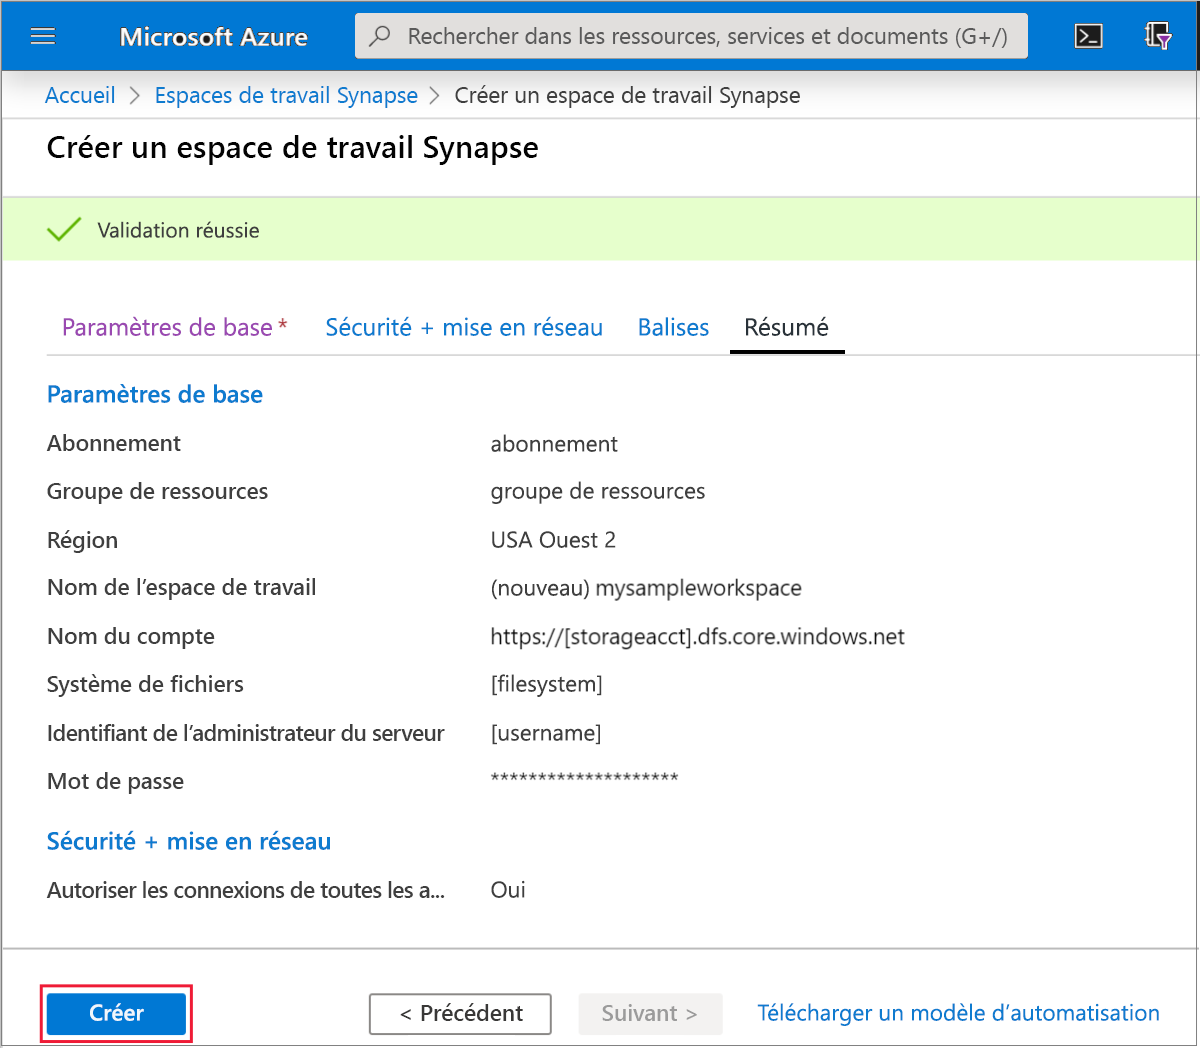 Microsoft Azure
Rechercher dans les ressources, services et documents (G+/)
Accueil > Espaces de travail Synapse > Créer un espace de travail Synapse
Créer un espace de travail Synapse
Validation réussie
Paramètres de base * Sécurité + mise en réseau Balises Résumé
Paramètres de base
Abonnement abonnement
Groupe de ressources groupe de ressources
Région USA Ouest 2
Nom de l’espace de travail (nouveau) mysampleworkspace
Nom du compte https://[storageacct].dfs.core.windows.net
Système de fichiers [filesystem]
Identifiant de l’administrateur du serveur [username]
Mot de passe ********************
Sécurité + mise en réseau
Autoriser les connexions de toutes les a... Oui
Créer < Précédent Suivant > Télécharger un modèle d’automatisation